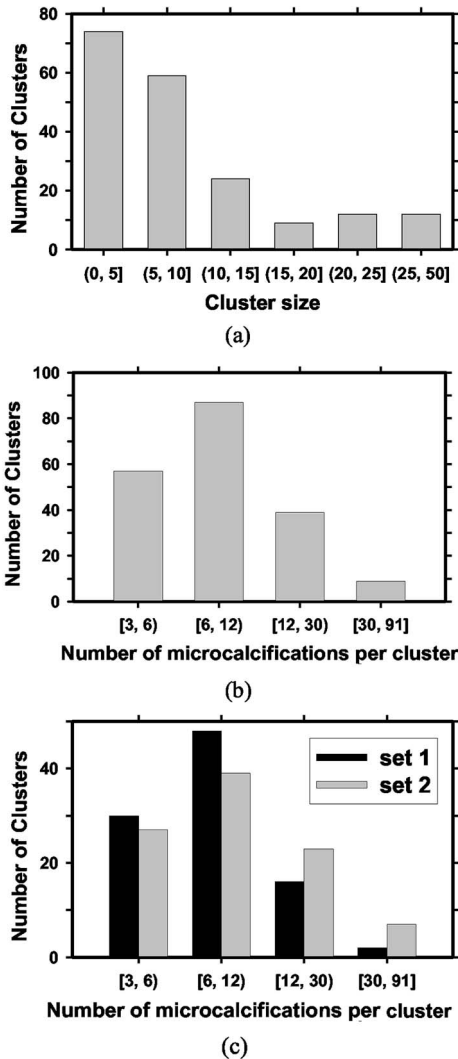 80
60
40
20
0
Number of Clusters
(0, 5] (5, 10] (10, 15] (15, 20] (20, 25] (25, 50]
Cluster size
(a)
100
80
60
40
20
0
Number of Clusters
[3, 6) [6, 12) [12, 30) [30, 91]
Number of microcalcifications per cluster
(b)
40
20
0
Number of Clusters
set 1
set 2
[3, 6) [6, 12) [12, 30) [30, 91]
Number of microcalcifications per cluster
(c)